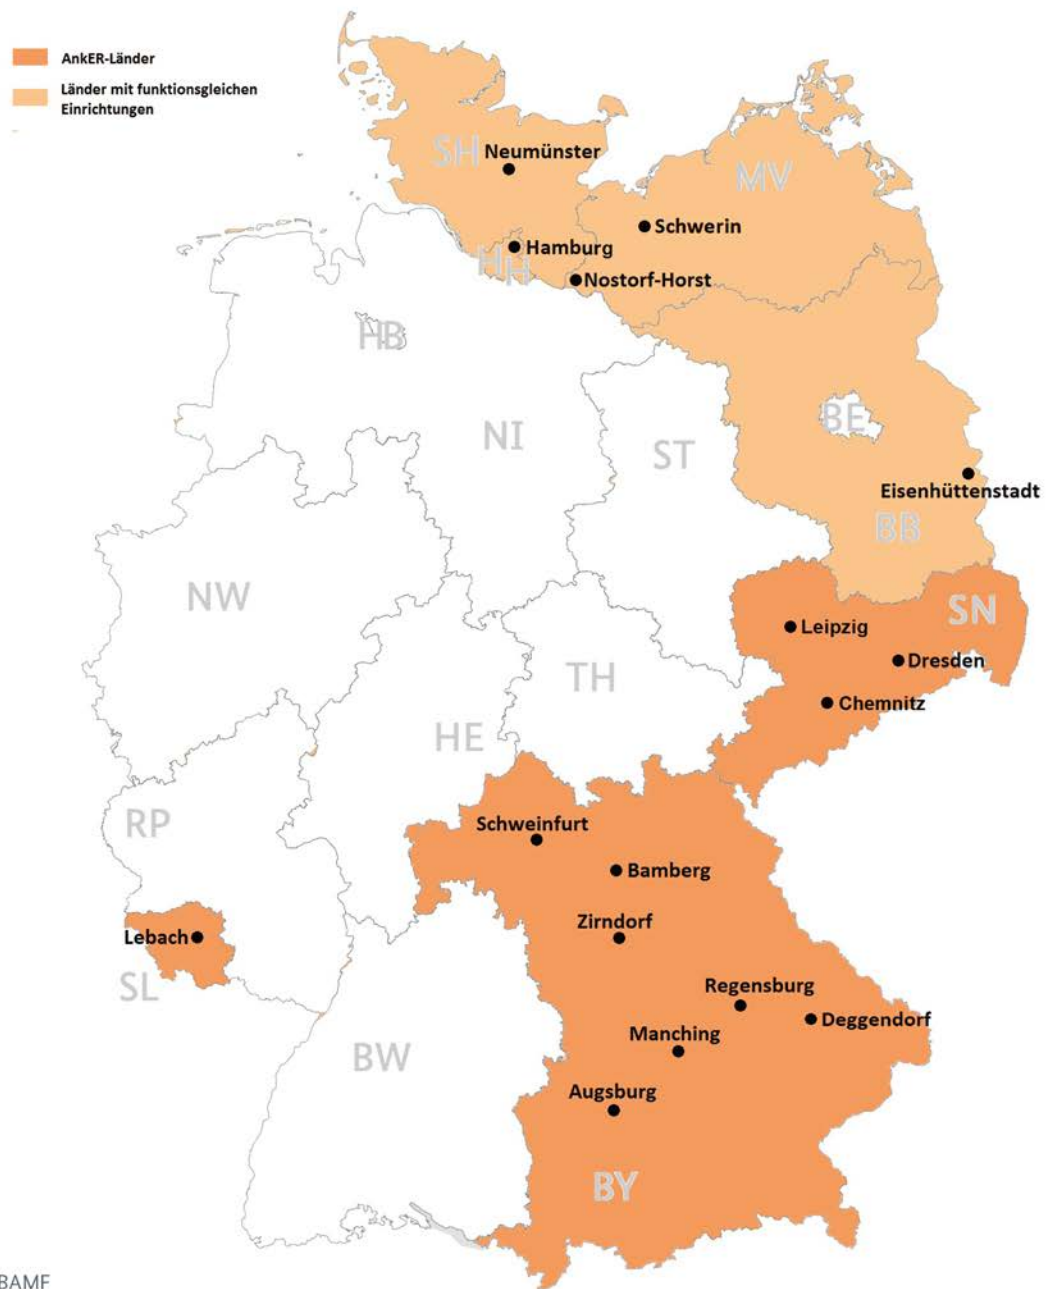 AnkER-Länder
Länder mit funktionsgleichen
Einrichtungen
SH
Neumünster
MV
Schwerin
Hamburg
HH
Nostorf-Horst
HB
BE
NI
ST
Eisenhüttenstadt
BB
NW
SN
Leipzig
Dresden
TH
Chemnitz
HE
RP
Schweinfurt
Bamberg
Zirndorf
Lebach
SL
Regensburg
Deggendorf
Manching
BW
Augsburg
BY
BAMF